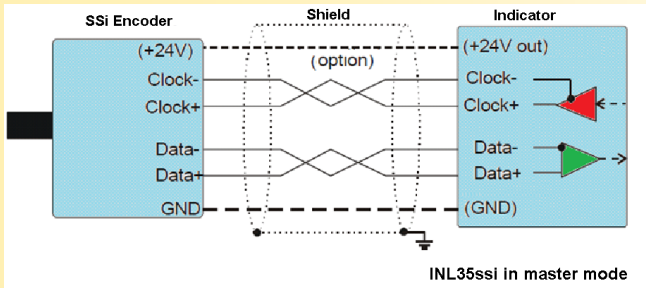 SSi Encoder Shield Indicator
(+24V) (+24V out)
(option)
Clock- Clock-
Clock+ Clock+
Data- Data-
Data+ Data+
GND (GND)
INL35ssi in master mode